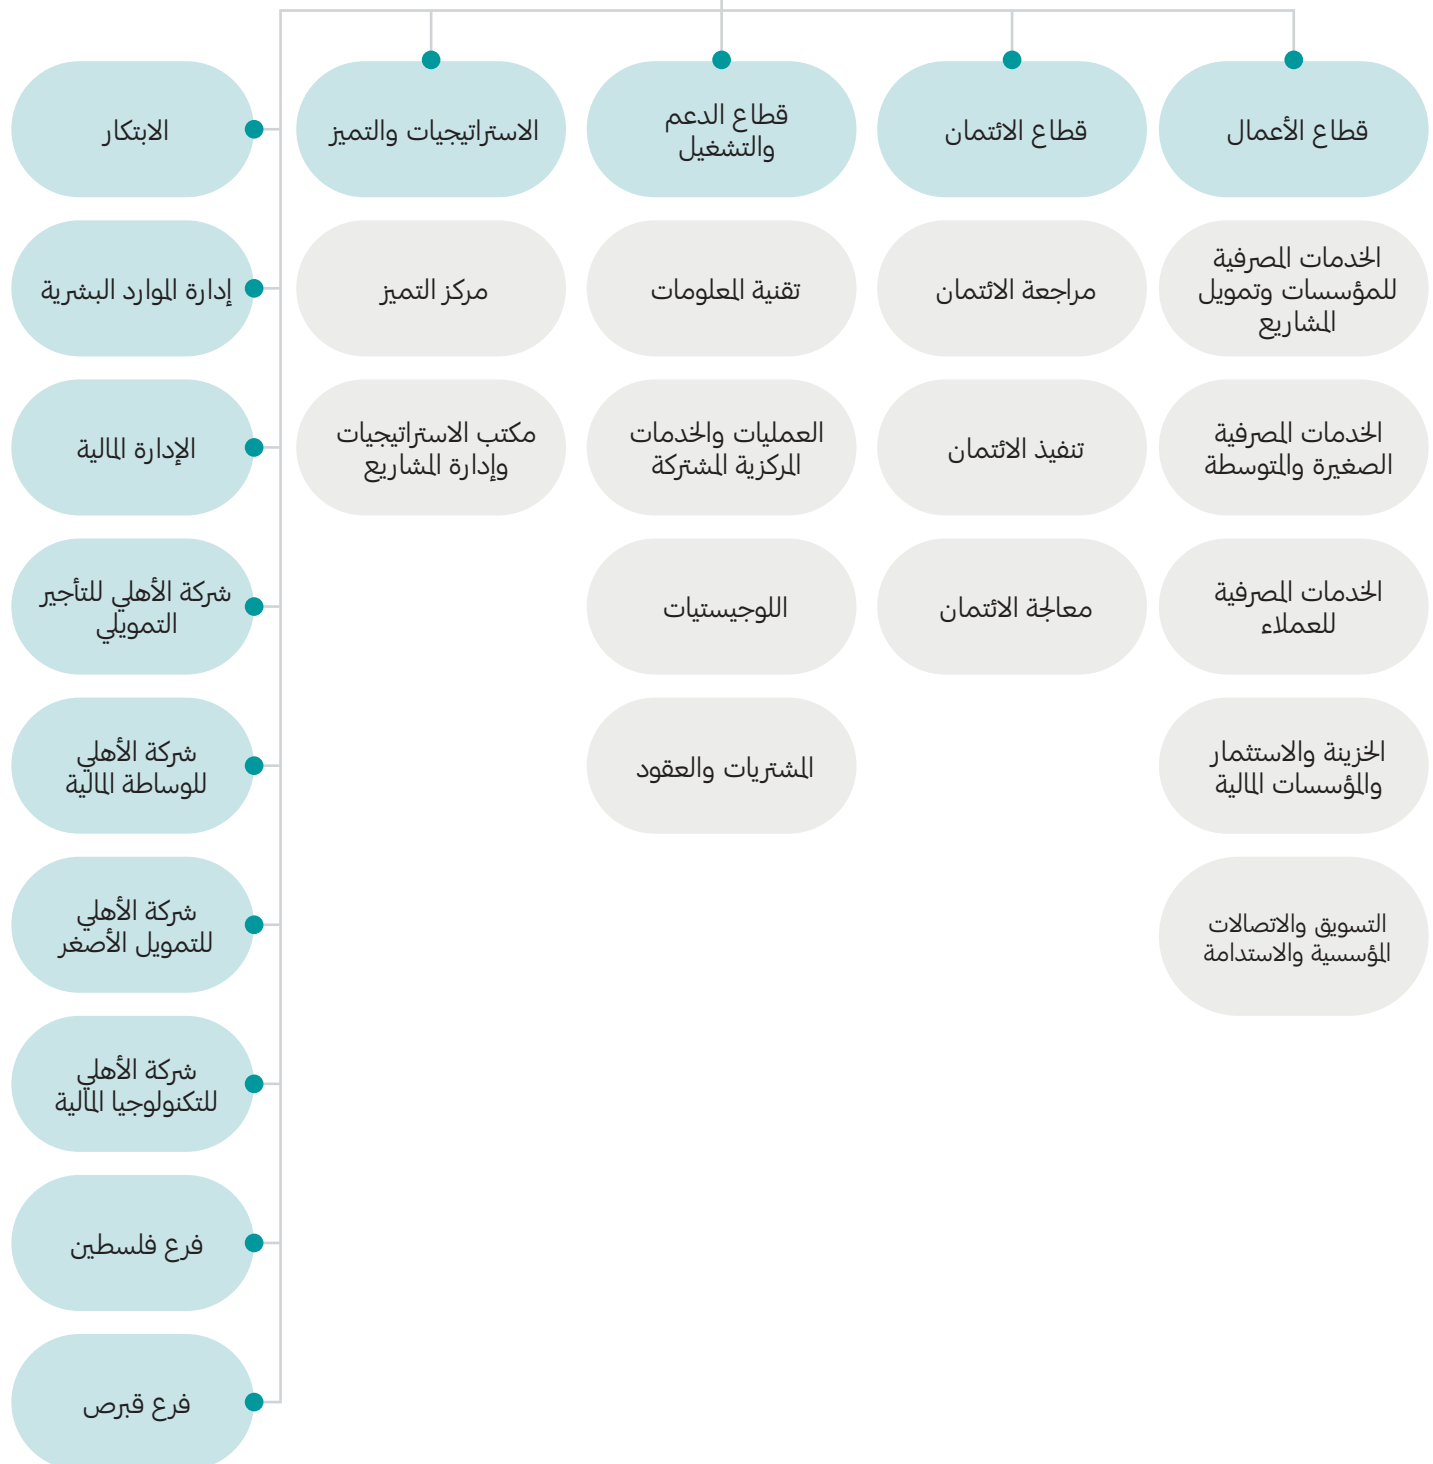 قطاع الأعمال
قطاع الائتمان
قطاع الدعم
والتشغيل
الاستراتيجيات والتميز
الابتكار
الخدمات المصرفية
للمؤسسات وتمويل
المشاريع
مراجعة الائتمان
تقنية المعلومات
مركز التميز
إدارة الموارد البشرية
الخدمات المصرفية
الصغيرة والمتوسطة
تنفيذ الائتمان
العمليات والخدمات
المركزية المشتركة
مكتب الاستراتيجيات
وإدارة المشاريع
الإدارة المالية
الخدمات المصرفية
للعملاء
معالجة الائتمان
اللوجيستيات
شركة الأهلي للتأجير
التمويلي
الخزينة والاستثمار
والمؤسسات المالية
المشتريات والعقود
شركة الأهلي
للوساطة المالية
التسويق والاتصالات
المؤسسية والاستدامة
شركة الأهلي
للتمويل الأصغر
شركة الأهلي
للتكنولوجيا المالية
فرع فلسطين
فرع قبرص